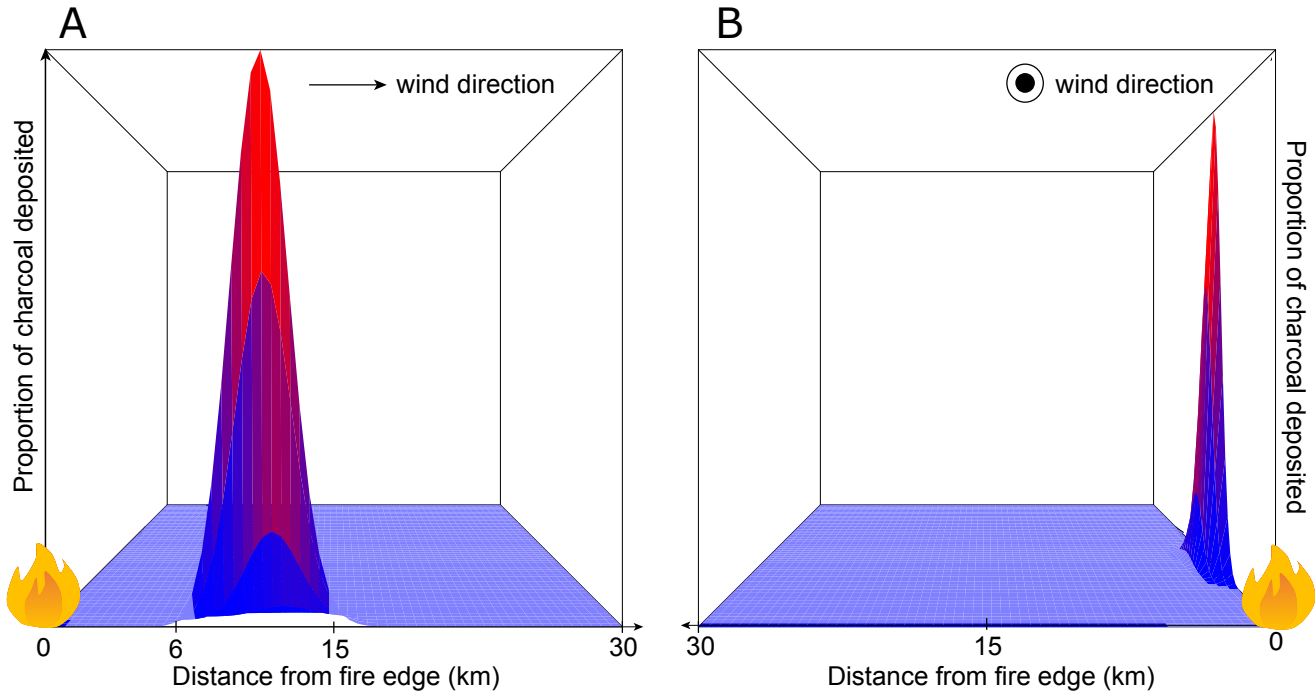 A
B
wind direction
wind direction
Proportion of charcoal deposited
Proportion of charcoal deposited
0
6
15
30
30
15
0
Distance from fire edge (km)
Distance from fire edge (km)